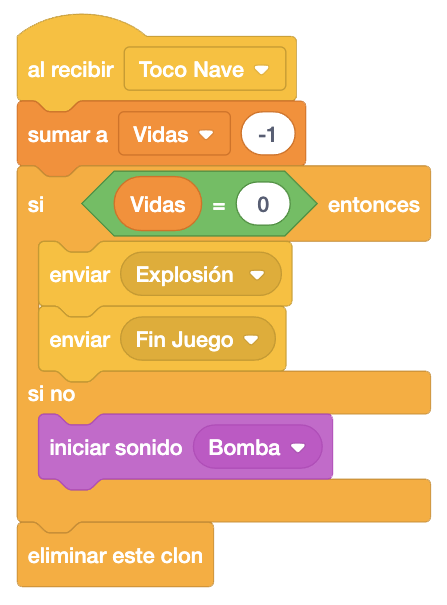 al recibir Toco Nave
sumar a Vidas -1
si Vidas = 0 entonces
enviar Explosión
enviar Fin Juego
si no
iniciar sonido Bomba
eliminar este clon